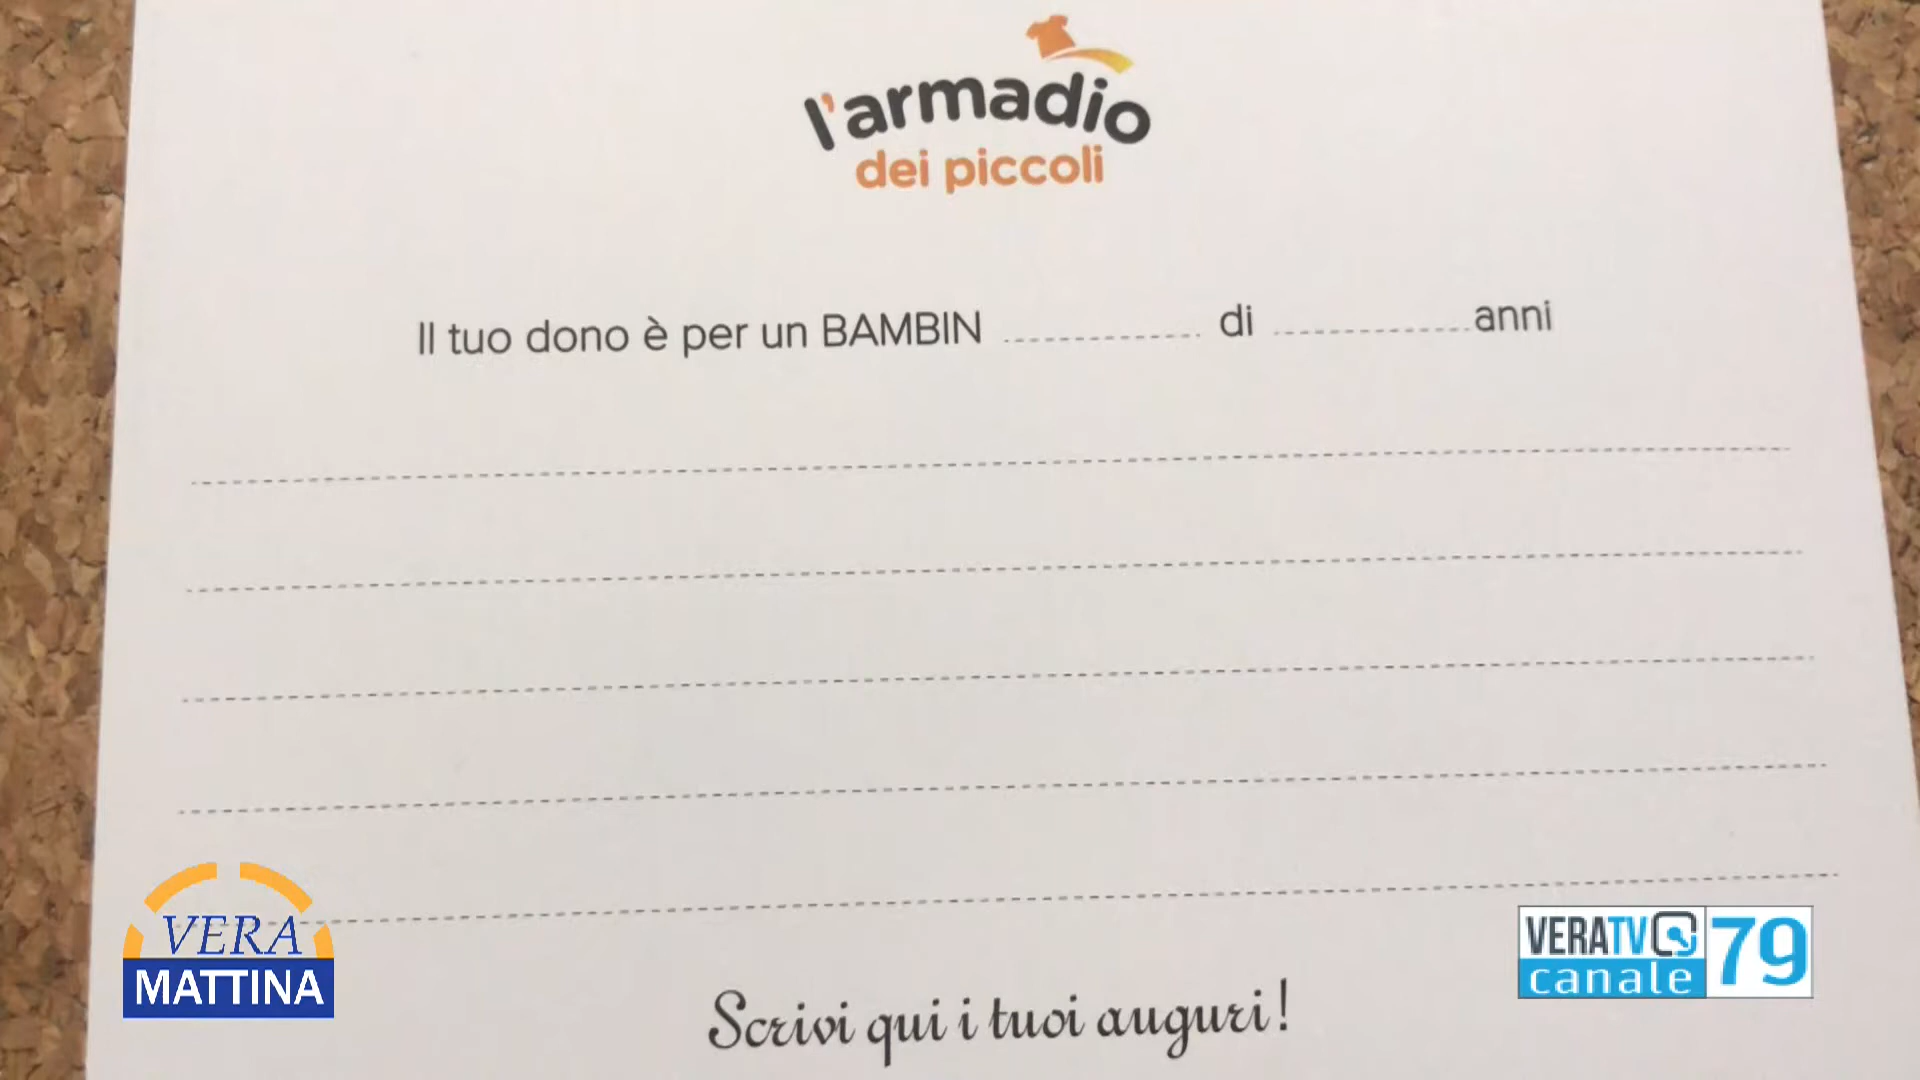 l'armadio
dei piccoli
Il tuo dono è per un BAMBIN ............ di ............ anni
VERA
MATTINA
VERATV
canale
79
Scrivi qui i tuoi auguri!